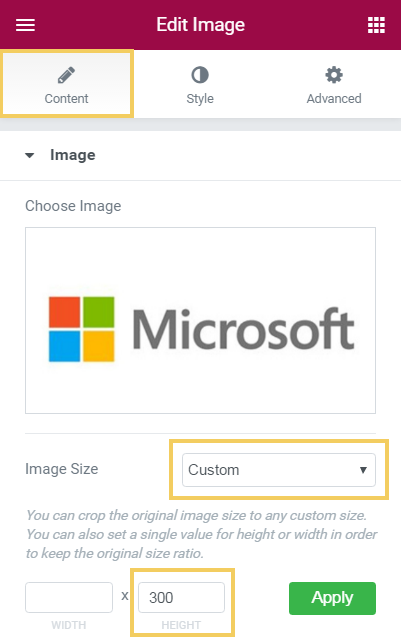 Edit Image
Content Style Advanced
Image
Choose Image
Microsoft
Image Size Custom
You can crop the original image size to any custom size.
You can also set a single value for height or width in order
to keep the original size ratio.
x 300 Apply
WIDTH HEIGHT